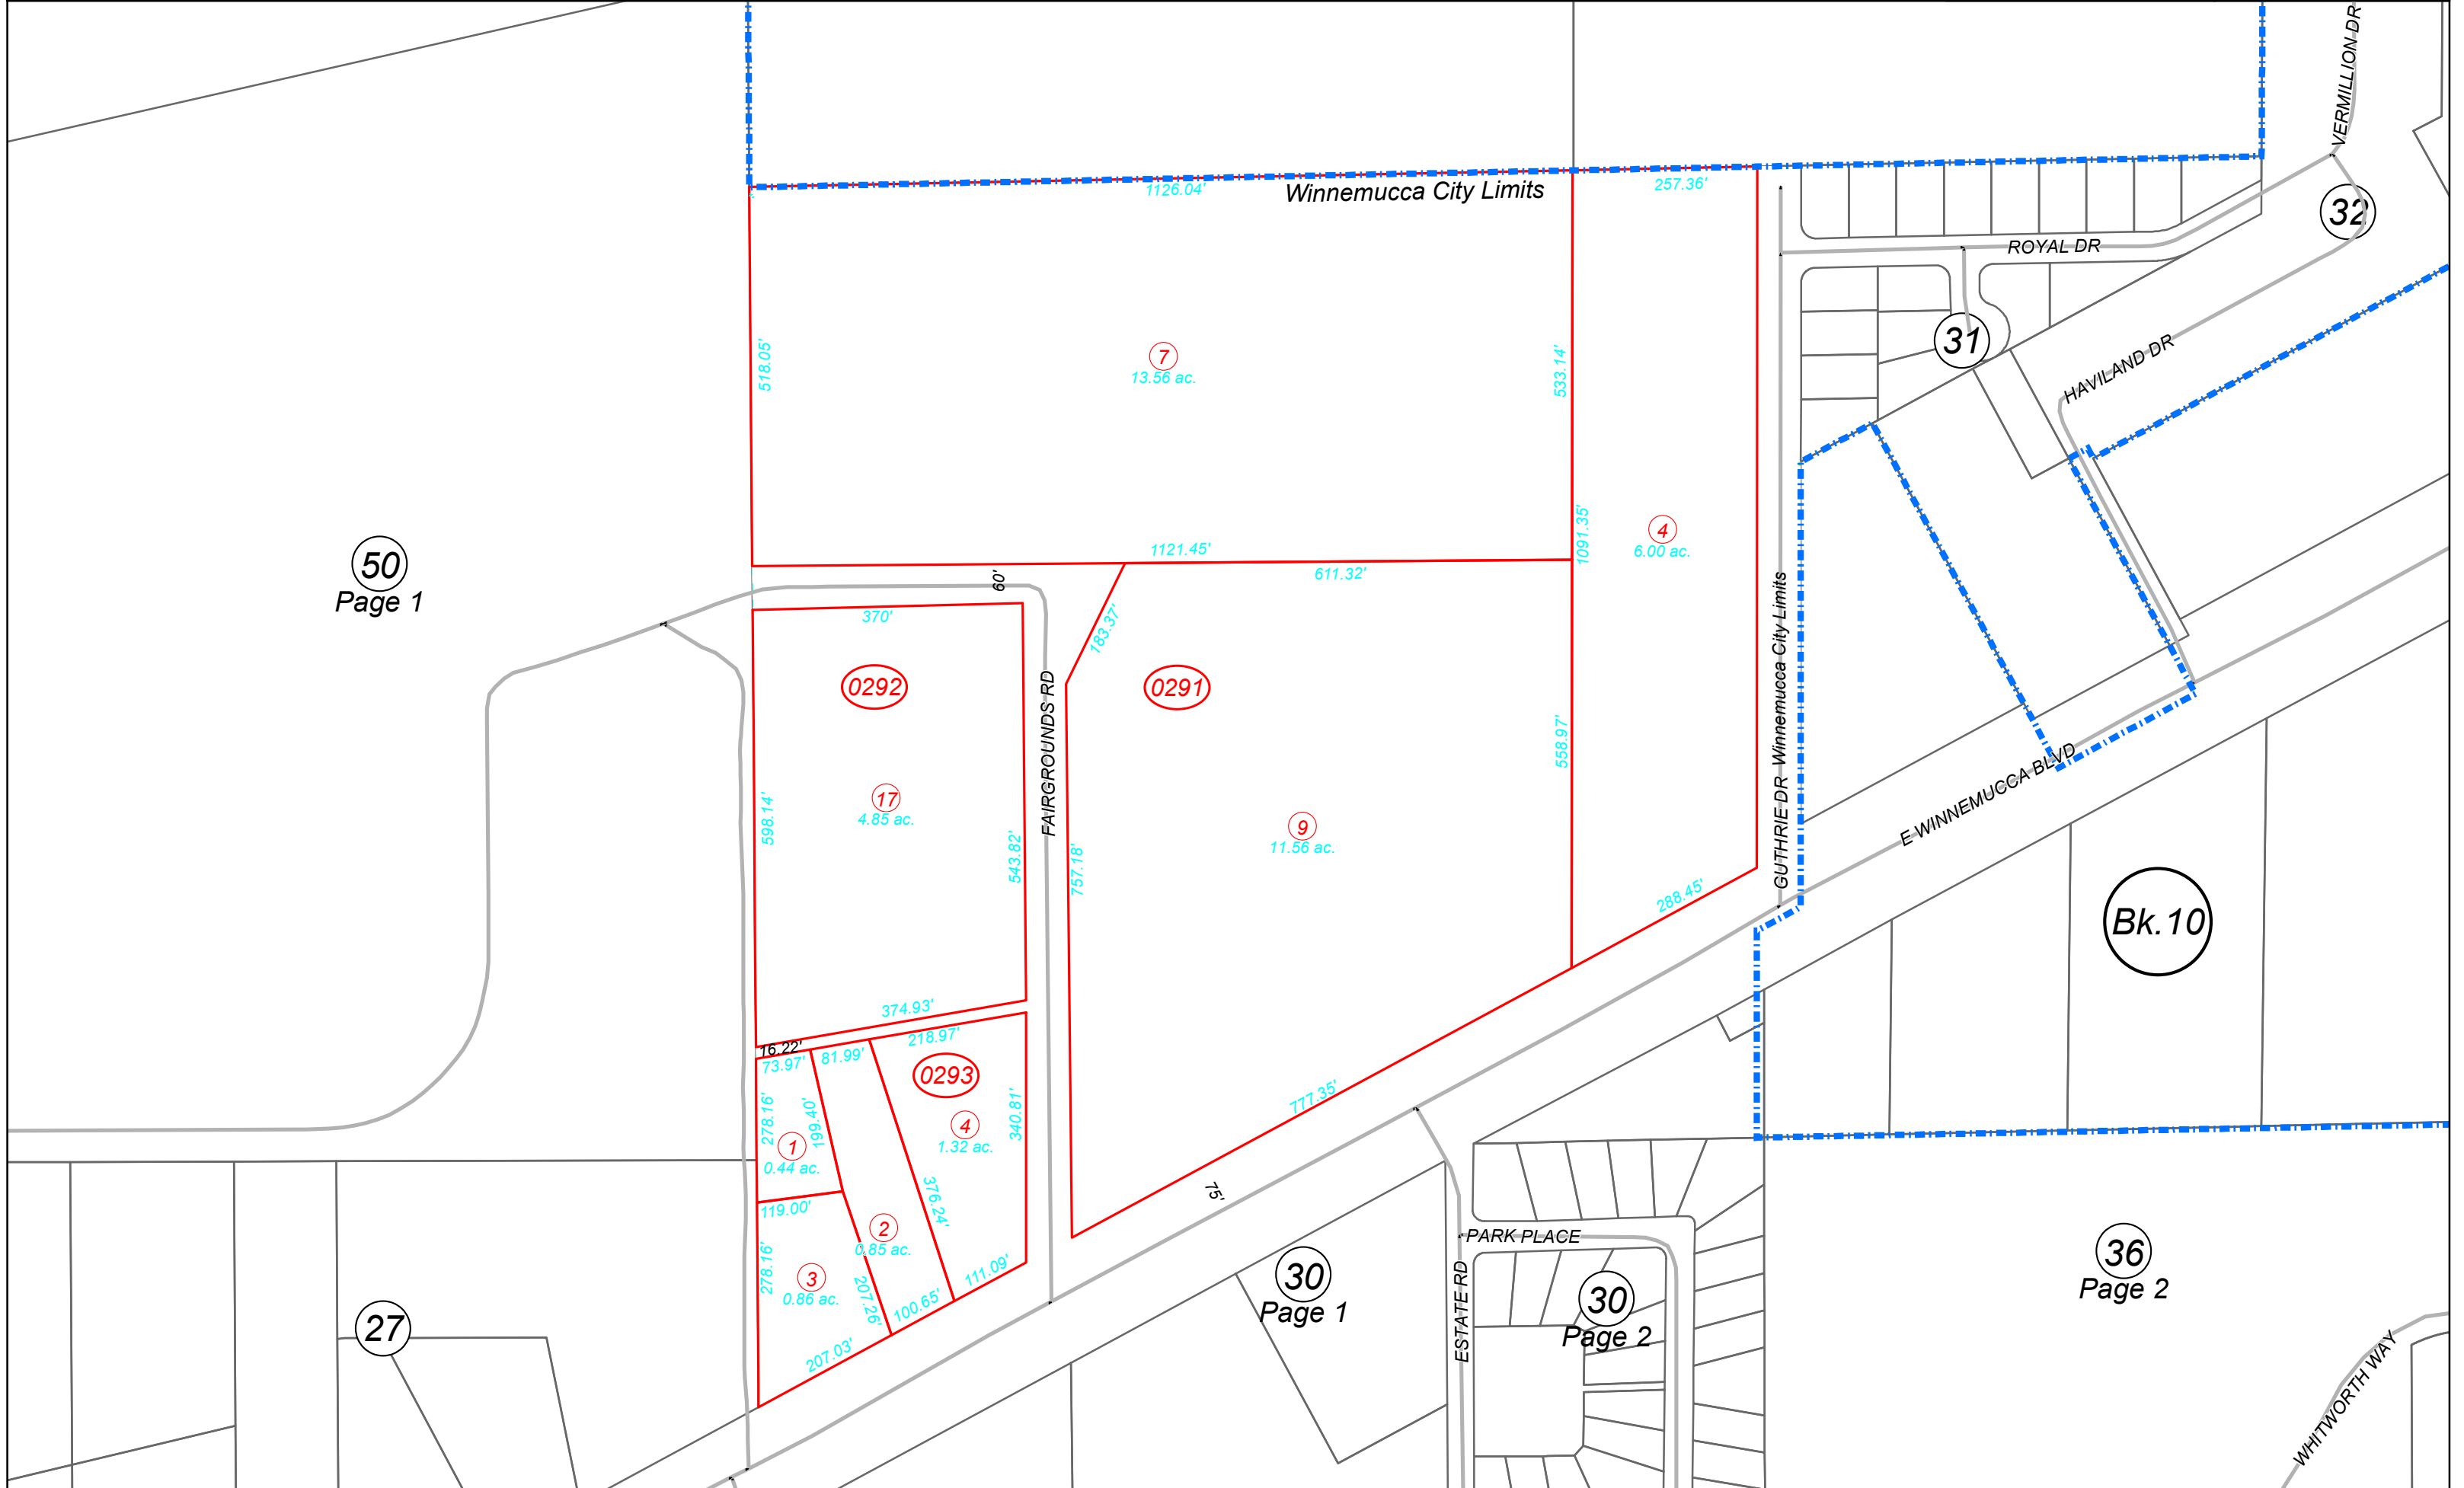 VERMILLION DR
1126.04'
Winnemucca City Limits
257.36'
32
ROYAL DR
31
HAVILAND DR
518.05'
7
13.56 ac.
533.14'
1091.35'
4
6.00 ac.
50
Page 1
1121.45'
60'
611.32'
370'
183.37'
0292
0291
FAIRGROUNDS RD
558.97'
GUTHRIE DR
Winnemucca City Limits
E WINNEMUCCA BLVD
598.14'
17
4.85 ac.
543.82'
757.18'
9
11.56 ac.
288.45'
Bk.10
374.93'
16.22'
73.97'
81.99'
218.97'
0293
278.16'
199.40'
1
0.44 ac.
4
1.32 ac.
340.81'
777.35'
75'
119.00'
376.24'
2
0.85 ac.
278.16'
3
0.86 ac.
207.26'
100.65'
111.09'
207.03'
27
30
Page 1
PARK PLACE
ESTATE RD
30
Page 2
36
Page 2
WHITWORTH WAY